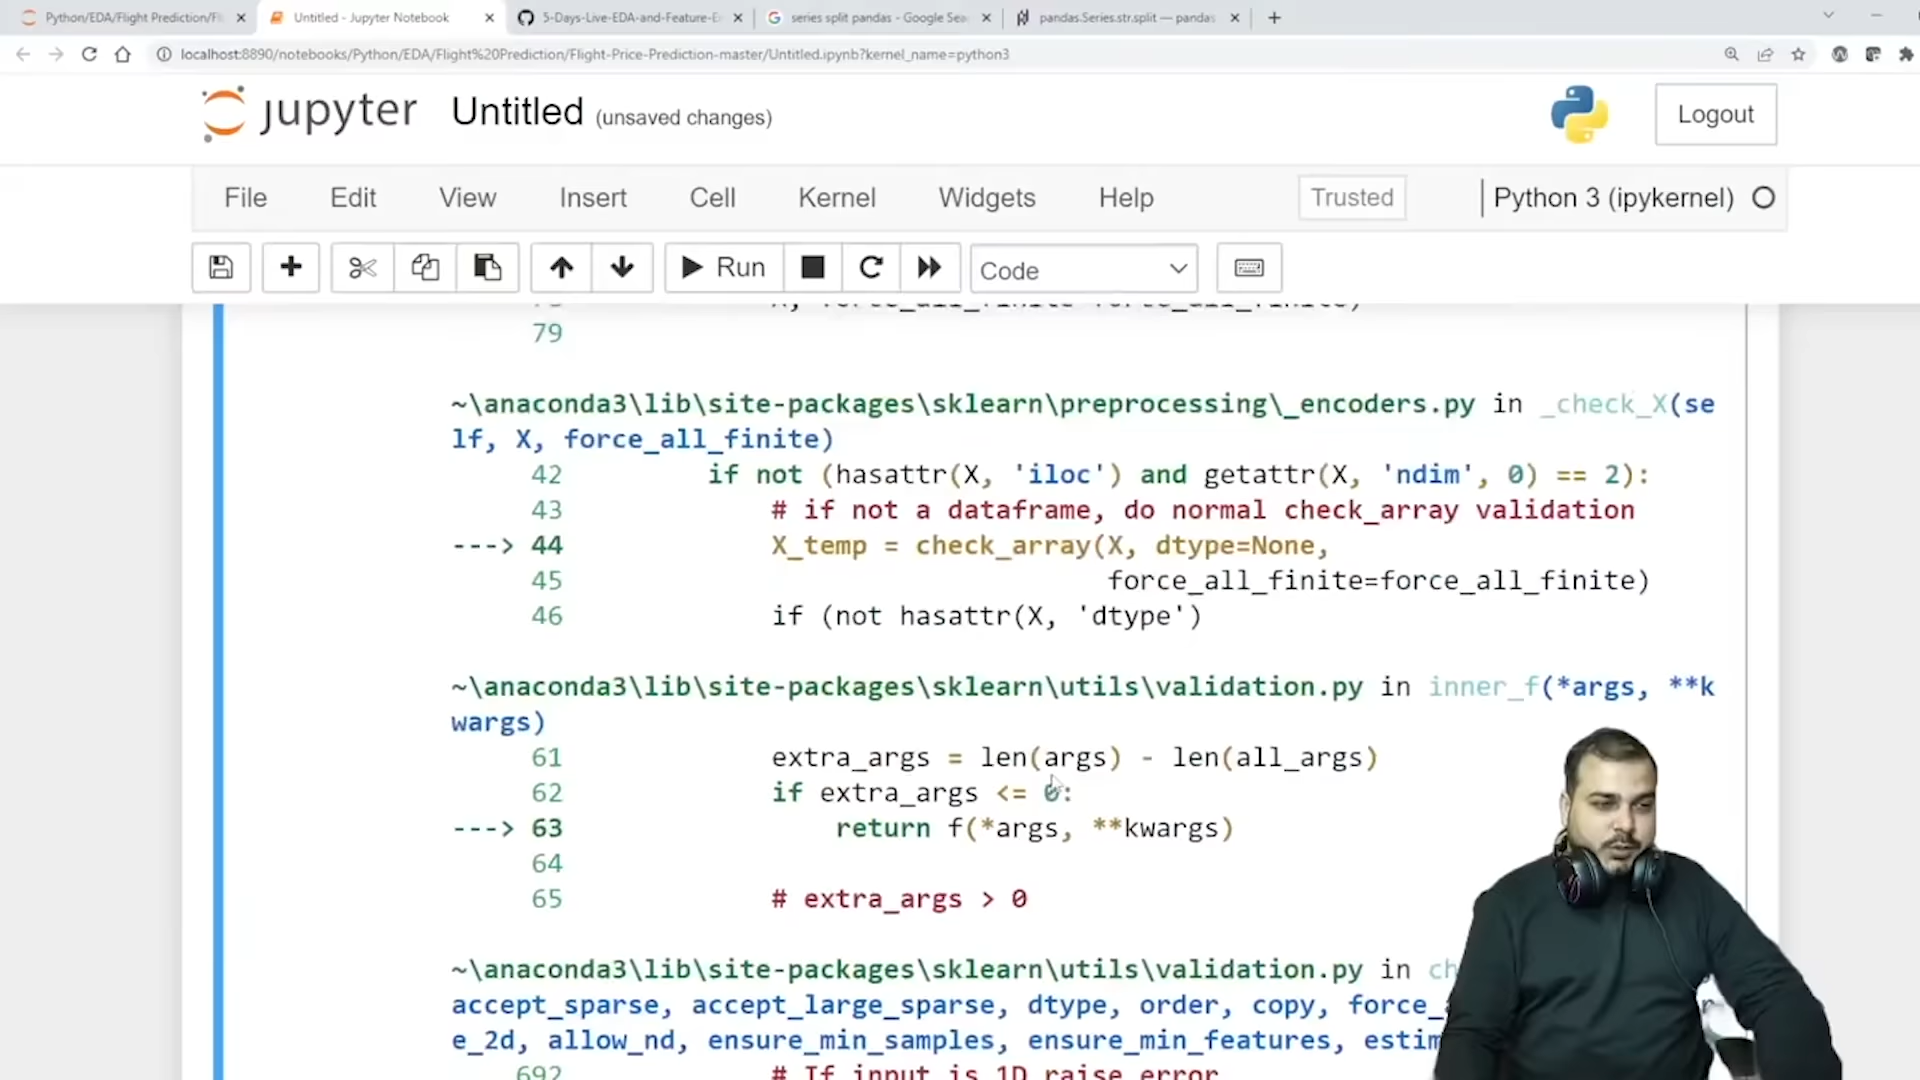 Python/EDA/Flight Prediction/Fl
Untitled - Jupyter Notebook
5-Days-Live-EDA-and-Feature-E
series split pandas - Google Sea
pandas.Series.str.split — pandas
localhost:8890/notebooks/Python/EDA/Flight%20Prediction/Flight-Price-Prediction-master/Untitled.ipynb?kernel_name=python3
jupyter Untitled (unsaved changes)
Logout
File Edit View Insert Cell Kernel Widgets Help
Trusted
Python 3 (ipykernel)
Run
Code
79
~\anaconda3\lib\site-packages\sklearn\preprocessing\_encoders.py in _check_X(se
lf, X, force_all_finite)
42 if not (hasattr(X, 'iloc') and getattr(X, 'ndim', 0) == 2):
43 # if not a dataframe, do normal check_array validation
---> 44 X_temp = check_array(X, dtype=None,
45 force_all_finite=force_all_finite)
46 if (not hasattr(X, 'dtype')
~\anaconda3\lib\site-packages\sklearn\utils\validation.py in inner_f(*args, **k
wargs)
61 extra_args = len(args) - len(all_args)
62 if extra_args <= 0:
---> 63 return f(*args, **kwargs)
64
65 # extra_args > 0
~\anaconda3\lib\site-packages\sklearn\utils\validation.py in ch
accept_sparse, accept_large_sparse, dtype, order, copy, force_
e_2d, allow_nd, ensure_min_samples, ensure_min_features, estim
692 # If input is 1D raise error